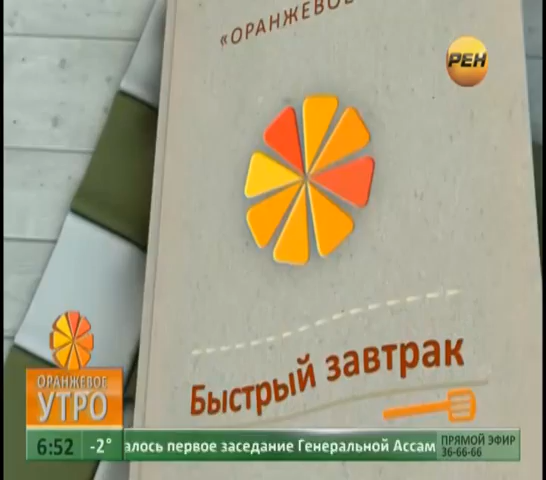 «ОРАНЖЕВОЕ
РЕН
Быстрый завтрак
ОРАНЖЕВОЕ
УТРО
6:52 -2° алось первое заседание Генеральной Ассам ПРЯМОЙ ЭФИР
36-66-66